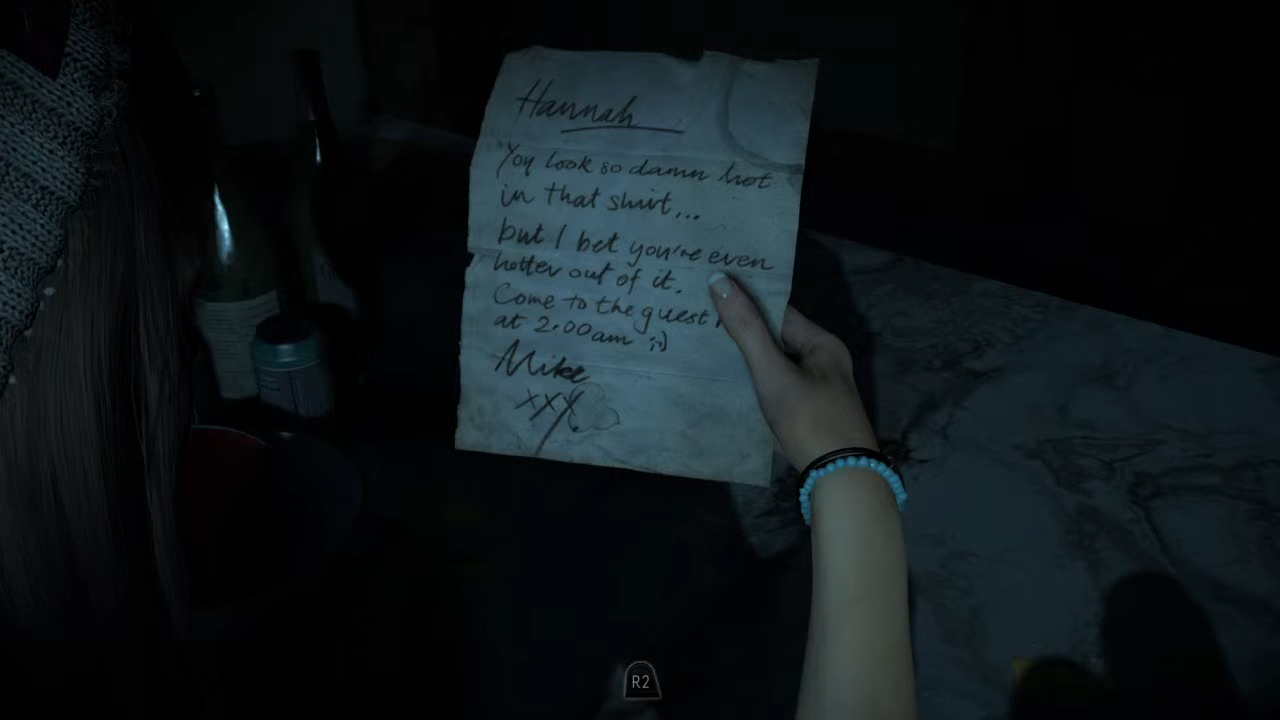 Hannah
You look so damn hot
in that shirt...
but I bet you're even
hotter out of it.
Come to the guest
at 2.00am ;)
Mike
xxx
R2